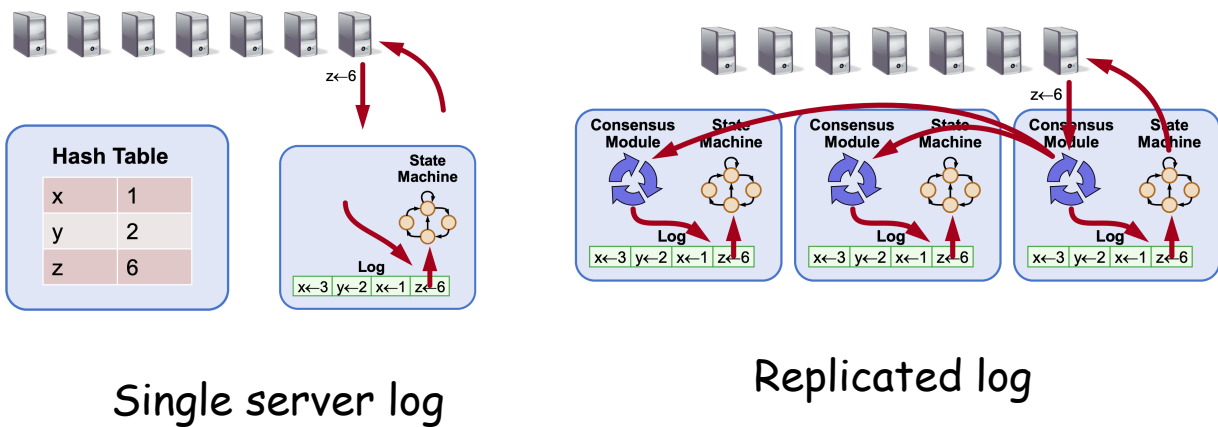 z←6
Hash Table
x 1
y 2
z 6
State
Machine
Log
x←3 y←2 x←1 z←6
Single server log
z←6
Consensus
Module
State
Machine
Log
x←3 y←2 x←1 z←6
Consensus
Module
State
Machine
Log
x←3 y←2 x←1 z←6
Consensus
Module
State
Machine
Log
x←3 y←2 x←1 z←6
Replicated log